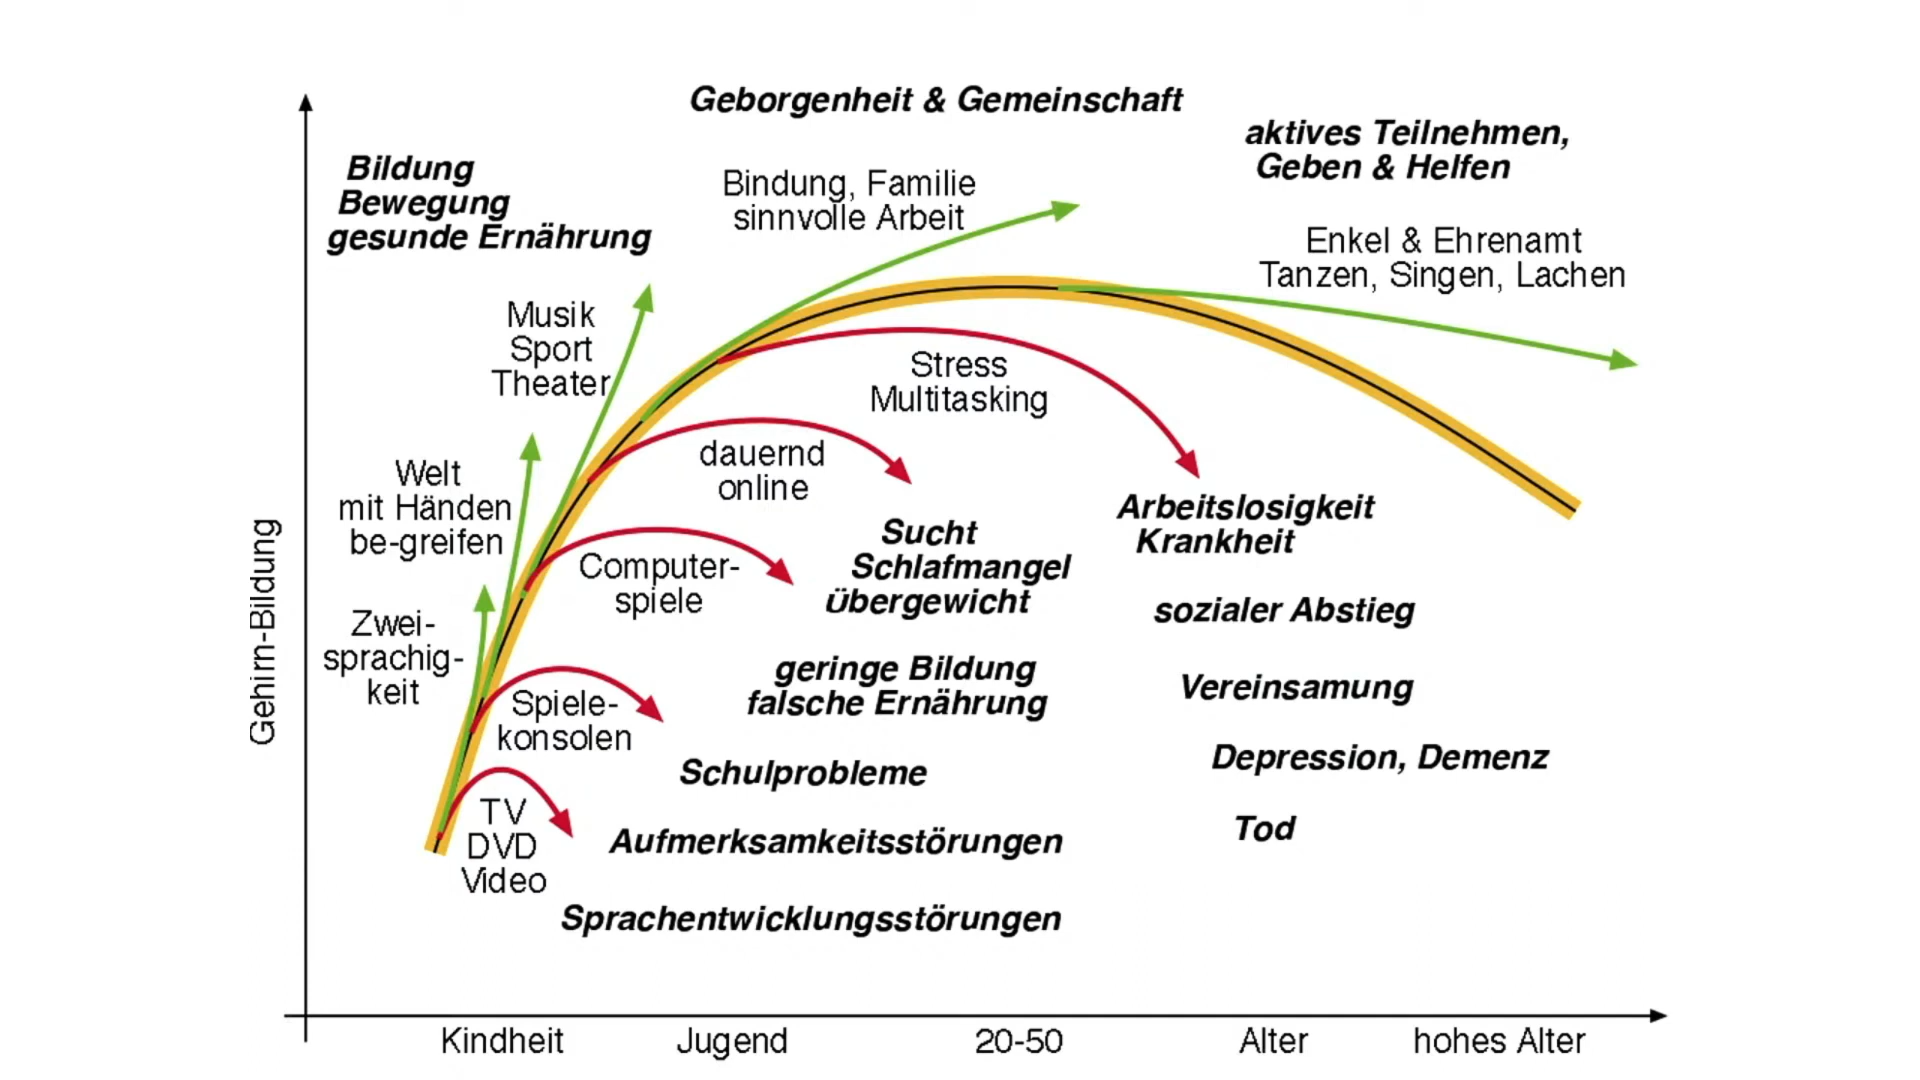 Geborgenheit & Gemeinschaft
aktives Teilnehmen,
Geben & Helfen
Bildung
Bewegung
gesunde Ernährung
Bindung, Familie
sinnvolle Arbeit
Enkel & Ehrenamt
Tanzen, Singen, Lachen
Musik
Sport
Theater
Stress
Multitasking
Welt
mit Händen
be-greifen
dauernd
online
Arbeitslosigkeit
Krankheit
Sucht
Schlafmangel
übergewicht
Computer-
spiele
Zwei-
sprachig-
keit
sozialer Abstieg
geringe Bildung
falsche Ernährung
Vereinsamung
Spiele-
konsolen
Schulprobleme
Depression, Demenz
TV
DVD
Video
Aufmerksamkeitsstörungen
Tod
Sprachentwicklungsstörungen
Gehirn-Bildung
Kindheit
Jugend
20-50
Alter
hohes Alter